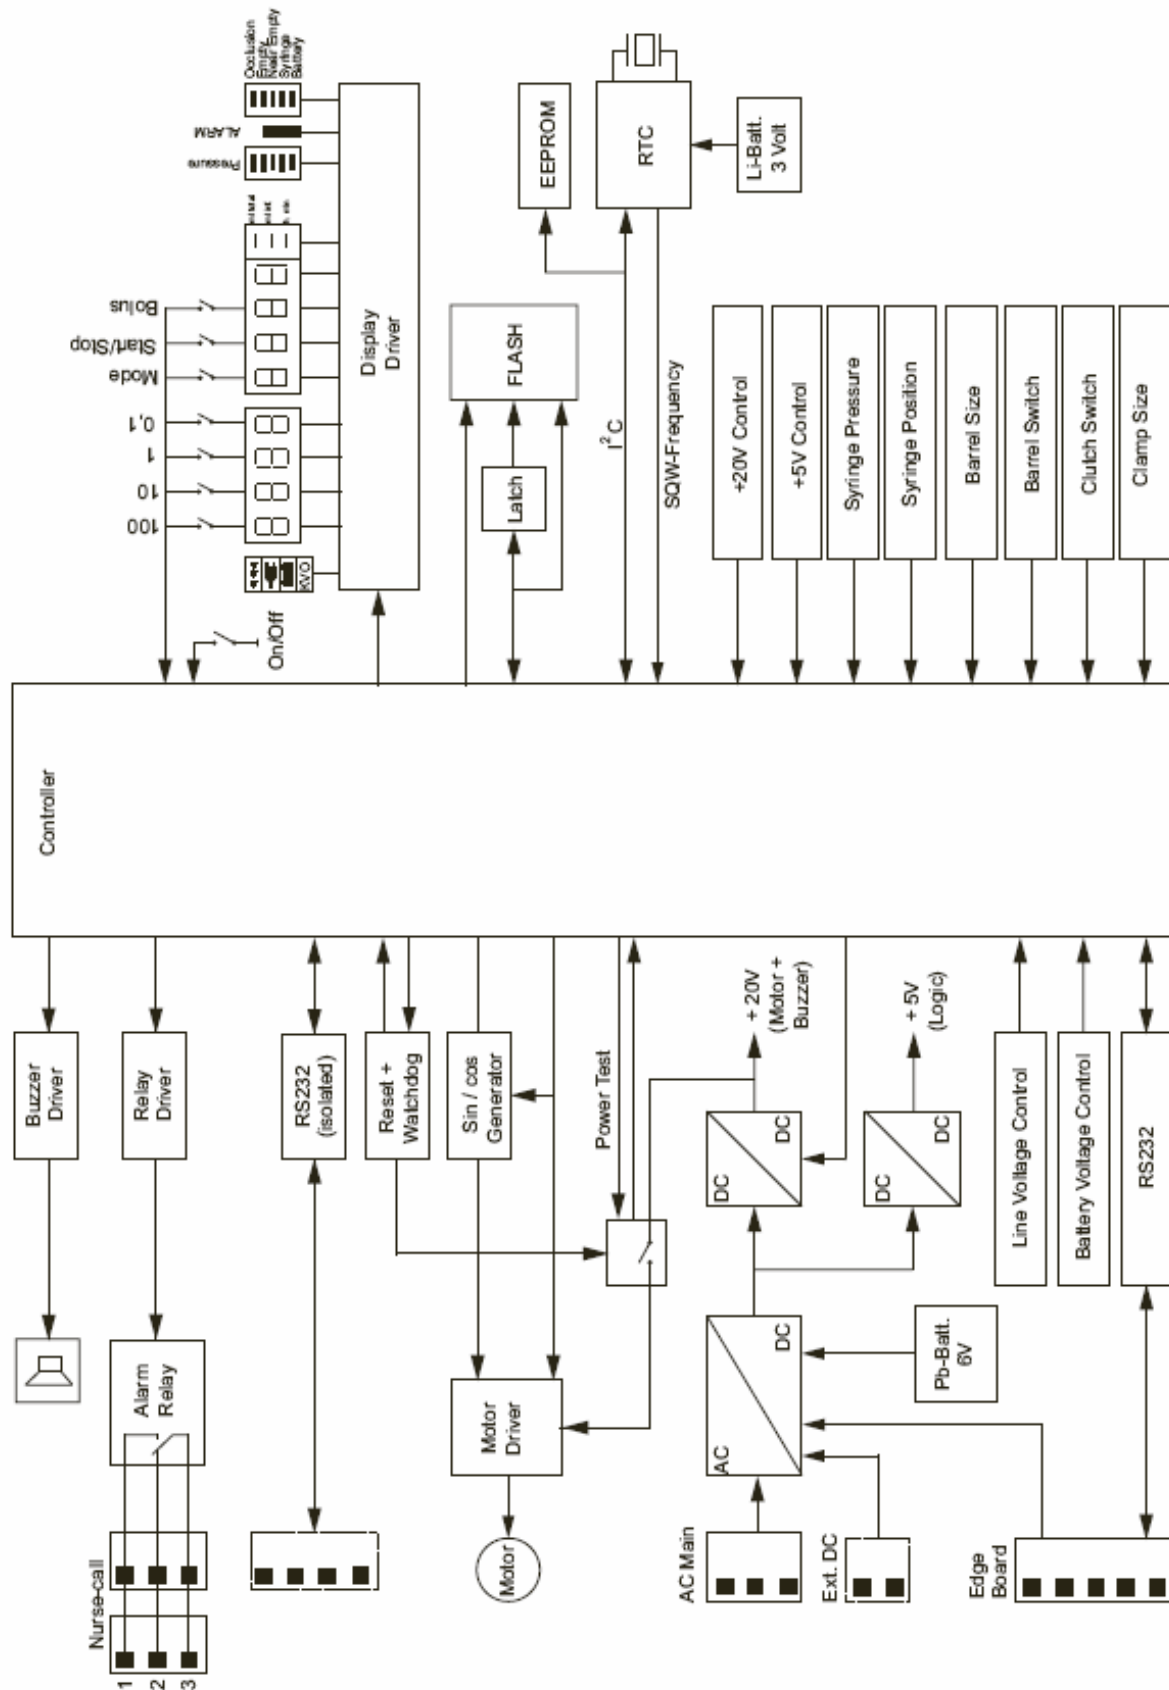 Occlusion
Empty
Near Empty
Syringe
Battery
ALARM
Pressure
Bolus
Start/Stop
Mode
0,1
1
10
100
KVO
On/Off
Display
Driver
EEPROM
RTC
Li-Batt.
3 Volt
FLASH
Latch
I²C
SQW-Frequency
+20V Control
+5V Control
Syringe Pressure
Syringe Position
Barrel Size
Barrel Switch
Clutch Switch
Clamp Size
Controller
Buzzer
Driver
Relay
Driver
RS232
(isolated)
Reset +
Watchdog
Sin / cos
Generator
Power Test
+ 20V
(Motor +
Buzzer)
+ 5V
(Logic)
DC
DC
DC
DC
Line Voltage Control
Battery Voltage Control
RS232
Alarm
Relay
Motor
Driver
AC
DC
Pb-Batt.
6V
Nurse-call
1
2
3
Motor
AC Main
Ext. DC
Edge
Board